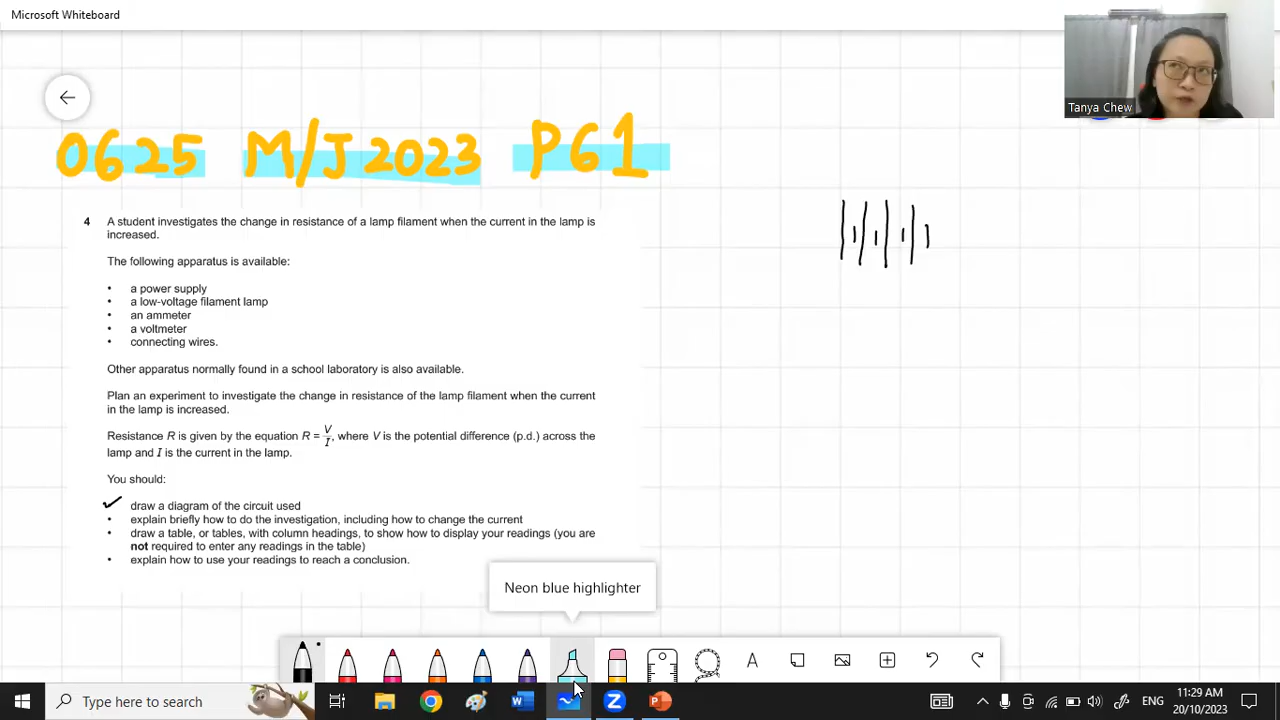 Microsoft Whiteboard
Tanya Chew
0625 M/J 2023 P61
4 A student investigates the change in resistance of a lamp filament when the current in the lamp is
increased.
The following apparatus is available:
• a power supply
• a low-voltage filament lamp
• an ammeter
• a voltmeter
• connecting wires.
Other apparatus normally found in a school laboratory is also available.
Plan an experiment to investigate the change in resistance of the lamp filament when the current
in the lamp is increased.
Resistance R is given by the equation R = V/I, where V is the potential difference (p.d.) across the
lamp and I is the current in the lamp.
You should:
draw a diagram of the circuit used
• explain briefly how to do the investigation, including how to change the current
• draw a table, or tables, with column headings, to show how to display your readings (you are
not required to enter any readings in the table)
• explain how to use your readings to reach a conclusion.
Neon blue highlighter
A
Type here to search
ENG
11:29 AM
20/10/2023